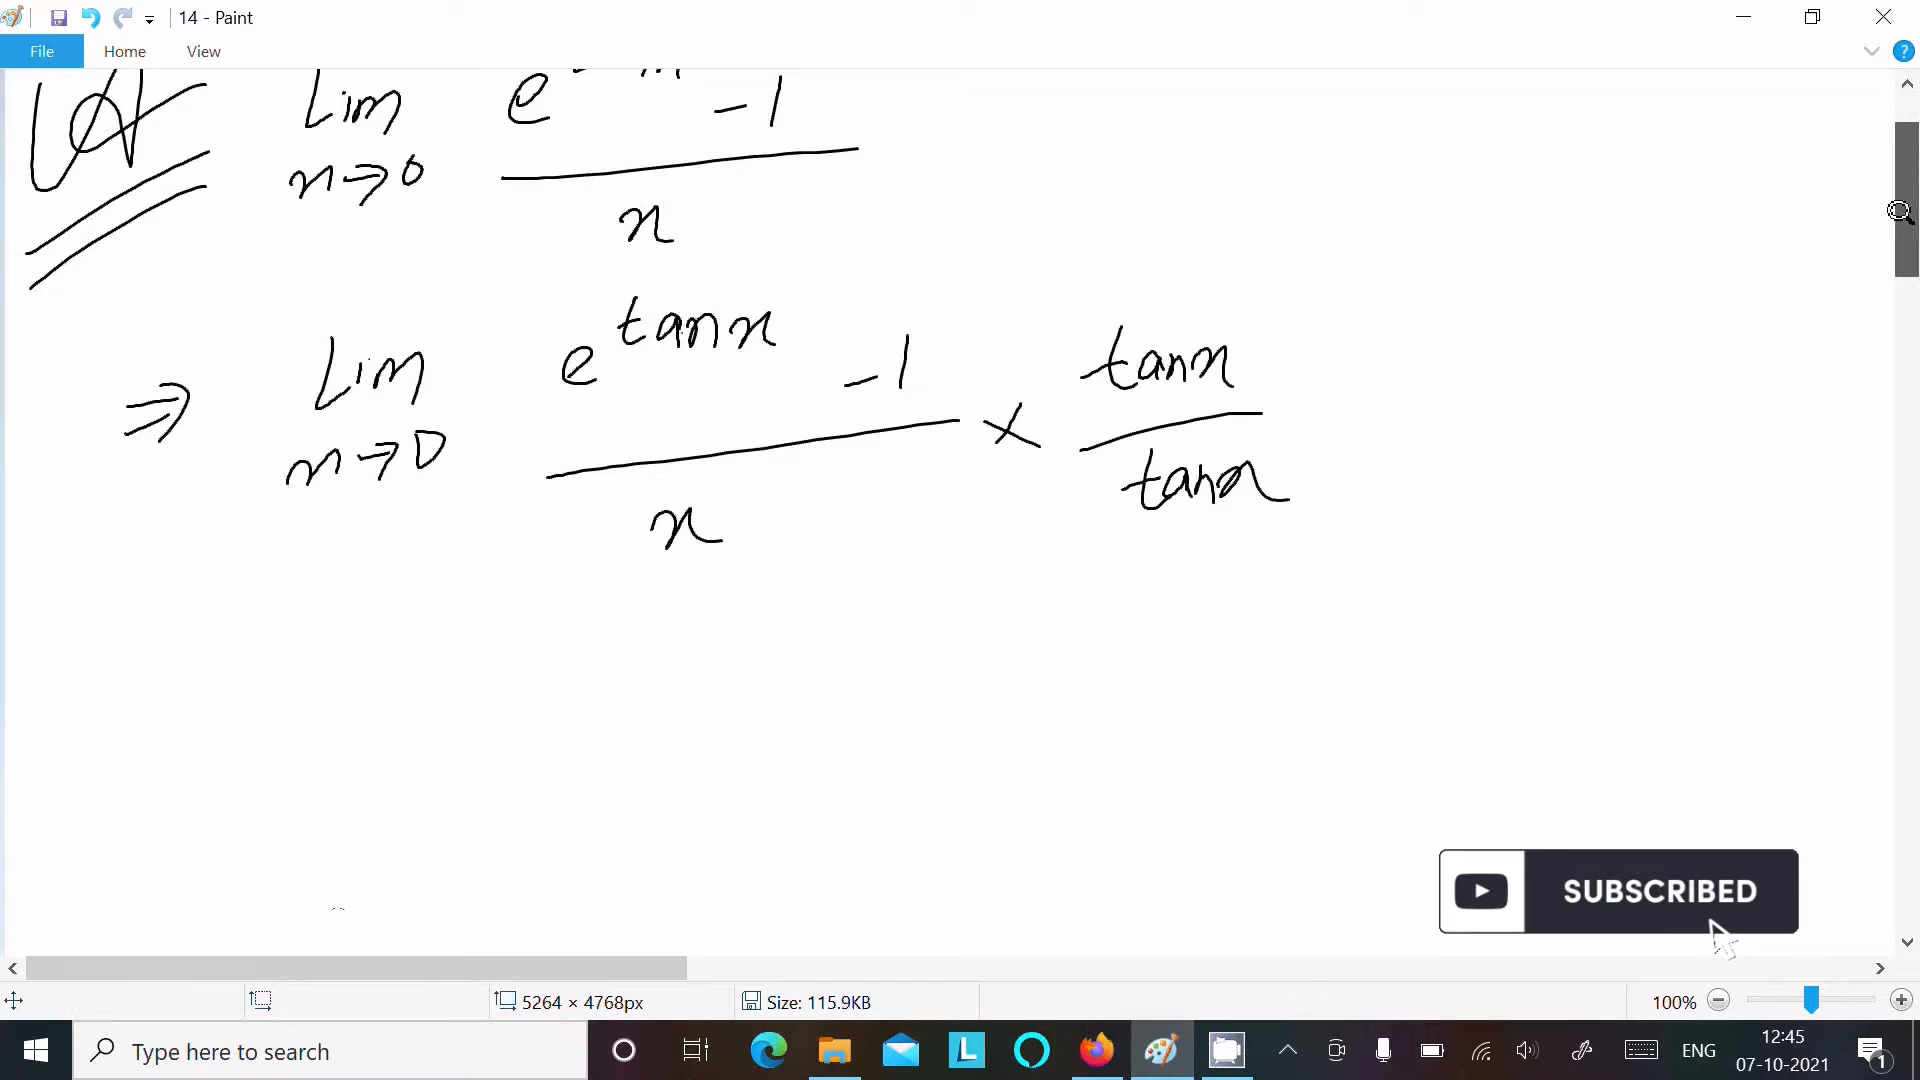 14 - Paint
File Home View
Lim e - 1
x→0 x
⇒ Lim e^tanx - 1 × tanx
x→0 x tanx
SUBSCRIBED
5264 × 4768px Size: 115.9KB 100%
Type here to search L ENG 12:45
07-10-2021 1